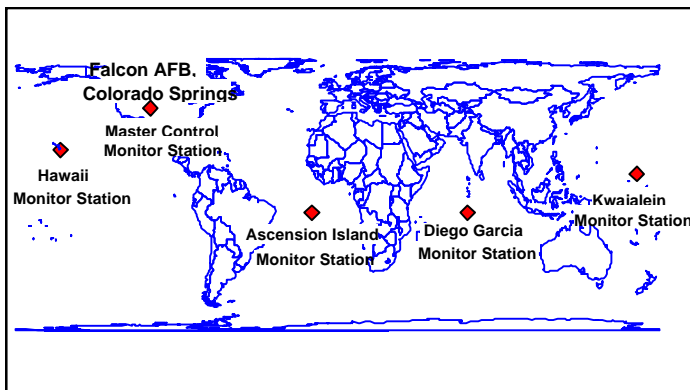 Falcon AFB,
Colorado Springs
Master Control
Monitor Station
Hawaii
Monitor Station
Ascension Island
Monitor Station
Diego Garcia
Monitor Station
Kwajalein
Monitor Station